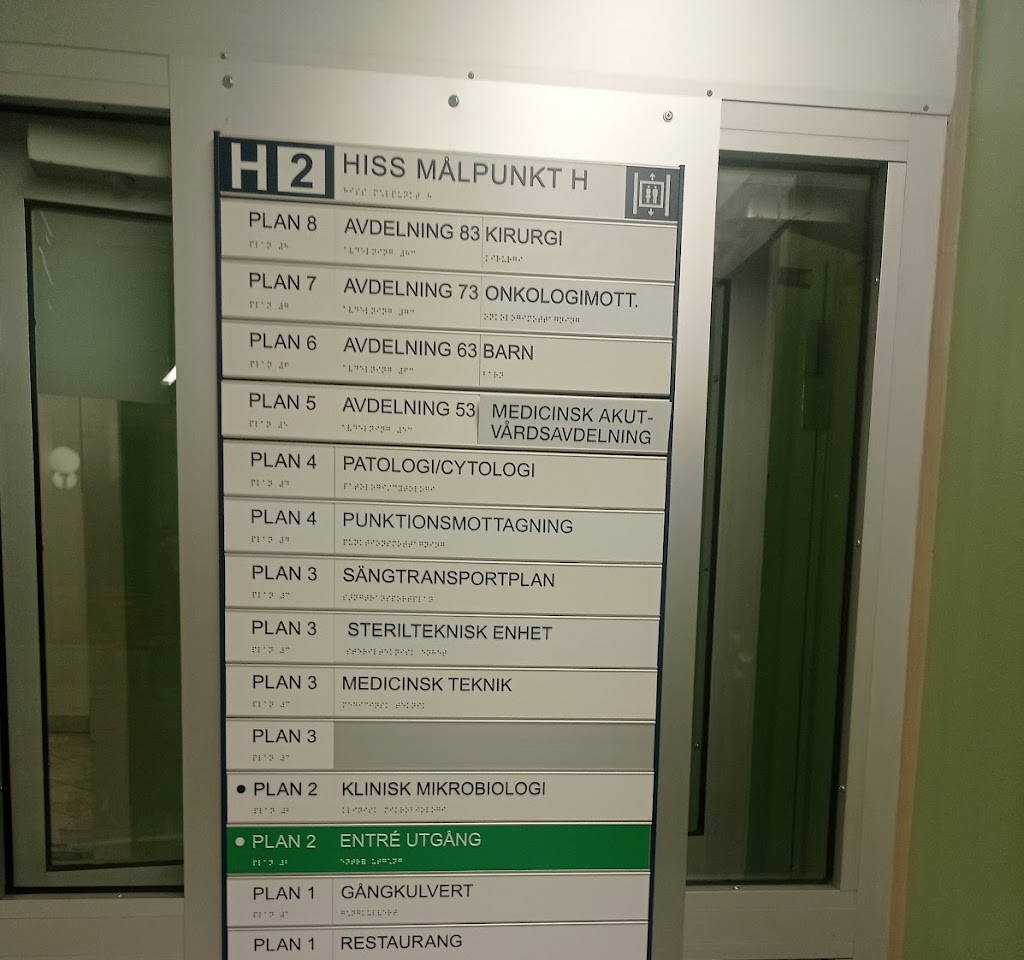 H 2 HISS MÅLPUNKT H
PLAN 8 AVDELNING 83 KIRURGI
PLAN 7 AVDELNING 73 ONKOLOGIMOTT.
PLAN 6 AVDELNING 63 BARN
PLAN 5 AVDELNING 53 MEDICINSK AKUT-
VÅRDSAVDELNING
PLAN 4 PATOLOGI/CYTOLOGI
PLAN 4 PUNKTIONSMOTTAGNING
PLAN 3 SÄNGTRANSPORTPLAN
PLAN 3 STERILTEKNISK ENHET
PLAN 3 MEDICINSK TEKNIK
PLAN 3
PLAN 2 KLINISK MIKROBIOLOGI
PLAN 2 ENTRÉ UTGÅNG
PLAN 1 GÅNGKULVERT
PLAN 1 RESTAURANG